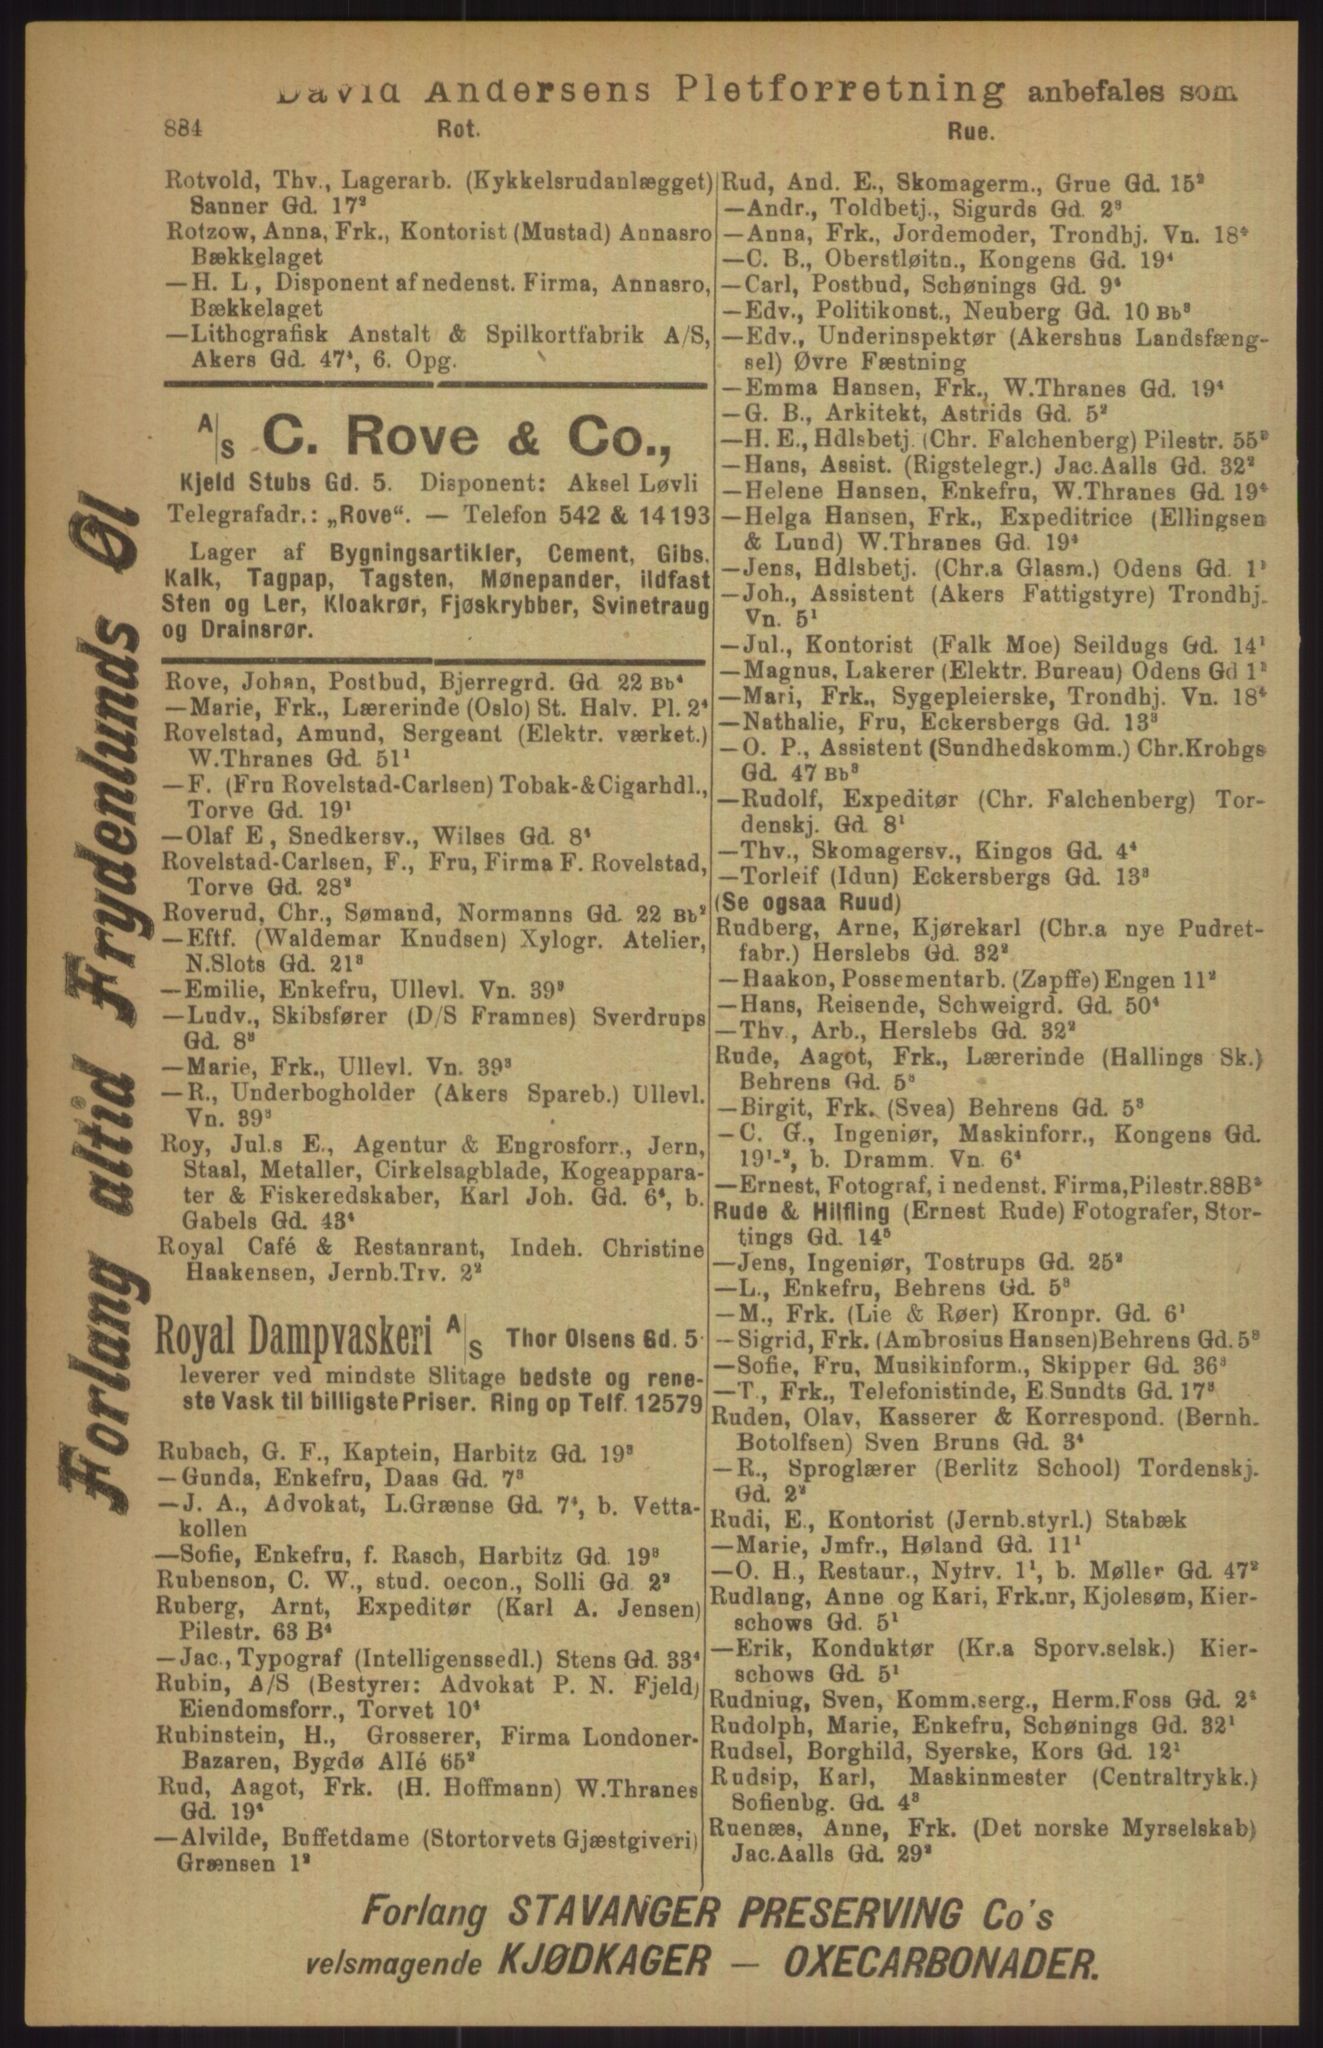 David Andersens Pletforretning anbefales som
884 Rot. Rue.
Rotvold, Thv., Lagerarb. (Kykkelsrudanlægget)
Sanner Gd. 17²
Rotzow, Anna, Frk., Kontorist (Mustad) Annasro
Bækkelaget
—H. L, Disponent af nedenst. Firma, Annasro,
Bækkelaget
—Lithografisk Anstalt & Spilkortfabrik A/S,
Akers Gd. 47⁴, 6. Opg.
A/S C. Rove & Co.,
Kjeld Stubs Gd. 5. Disponent: Aksel Løvli
Telegrafadr.: „Rove“. — Telefon 542 & 14193
Lager af Bygningsartikler, Cement, Gibs,
Kalk, Tagpap, Tagsten, Mønepander, ildfast
Sten og Ler, Kloakrør, Fjøskrybber, Svinetraug
og Drainsrør.
Rove, Johan, Postbud, Bjerregrd. Gd 22 Bb⁴
—Marie, Frk., Lærerinde (Oslo) St. Halv. Pl. 2⁴
Rovelstad, Amund, Sergeant (Elektr. værket.)
W.Thranes Gd. 51¹
—F. (Fru Rovelstad-Carlsen) Tobak-&Cigarhdl.,
Torve Gd. 19¹
—Olaf E, Snedkersv., Wilses Gd. 8⁴
Rovelstad-Carlsen, F., Fru, Firma F. Rovelstad,
Torve Gd. 28²
Roverud, Chr., Sømand, Normanns Gd. 22 Bb²
—Eftf. (Waldemar Knudsen) Xylogr. Atelier,
N.Slots Gd. 21³
—Emilie, Enkefru, Ullevl. Vn. 39³
—Ludv., Skibsfører (D/S Framnes) Sverdrups
Gd. 8³
—Marie, Frk., Ullevl. Vn. 39³
—R., Underbogholder (Akers Spareb.) Ullevl.
Vn. 39³
Roy, Jul.s E., Agentur & Engrosforr., Jern,
Staal, Metaller, Cirkelsagblade, Kogeappara-
ter & Fiskeredskaber, Karl Joh. Gd. 6⁴, b.
Gabels Gd. 43⁴
Royal Café & Restanrant, Indeh. Christine
Haakensen, Jernb.Trv. 2²
Royal Dampvaskeri A/S Thor Olsens Gd. 5
leverer ved mindste Slitage bedste og rene-
ste Vask til billigste Priser. Ring op Telf. 12579
Rubach, G. F., Kaptein, Harbitz Gd. 19³
—Gunda, Enkefru, Daas Gd. 7³
—J. A., Advokat, L.Grænse Gd. 7⁴, b. Vetta-
kollen
—Sofie, Enkefru, f. Rasch, Harbitz Gd. 19³
Rubenson, C. W., stud. oecon., Solli Gd 2²
Ruberg, Arnt, Expeditør (Karl A. Jensen)
Pilestr. 63 B⁴
—Jac., Typograf (Intelligenssedl.) Stens Gd. 33⁴
Rubin, A/S (Bestyrer: Advokat P. N. Fjeld)
Eiendomsforr., Torvet 10⁴
Rubinstein, H., Grosserer, Firma Londoner-
Bazaren, Bygdø Allé 65²
Rud, Aagot, Frk. (H. Hoffmann) W.Thranes
Gd. 19⁴
—Alvilde, Buffetdame (Stortorvets Gjæstgiveri)
Grænsen 1²
Rud, And. E., Skomagerm., Grue Gd. 15²
—Andr., Toldbetj., Sigurds Gd. 2³
—Anna, Frk., Jordemoder, Trondhj. Vn. 18⁴
—C. B., Oberstløitn., Kongens Gd. 19⁴
—Carl, Postbud, Schønings Gd. 9⁴
—Edv., Politikonst., Neuberg Gd. 10 Bb³
—Edv., Underinspektør (Akershus Landsfæng-
sel) Øvre Fæstning
—Emma Hansen, Frk., W.Thranes Gd. 19⁴
—G. B., Arkitekt, Astrids Gd. 5²
—H. E., Hdlsbetj. (Chr. Falchenberg) Pilestr. 55
—Hans, Assist. (Rigstelegr.) Jac.Aalls Gd. 32²
—Helene Hansen, Enkefru, W.Thranes Gd. 19⁴
—Helga Hansen, Frk., Expeditrice (Ellingsen
& Lund) W.Thranes Gd. 19⁴
—Jens, Hdlsbetj. (Chr.a Glasm.) Odens Gd. 1¹
—Joh., Assistent (Akers Fattigstyre) Trondhj.
Vn. 5¹
—Jul., Kontorist (Falk Moe) Seildugs Gd. 14¹
—Magnus, Lakerer (Elektr. Bureau) Odens Gd 1
—Mari, Frk., Sygepleierske, Trondhj. Vn. 18⁴
—Nathalie, Fru, Eckersbergs Gd. 13³
—O. P., Assistent (Sundhedskomm.) Chr.Krohgs
Gd. 47 Bb³
—Rudolf, Expeditør (Chr. Falchenberg) Tor-
denskj. Gd 8¹
—Thv., Skomagersv., Kingos Gd. 4⁴
—Torleif (Idun) Eckersbergs Gd. 13³
(Se ogsaa Ruud)
Rudberg, Arne, Kjørekarl (Chr.a nye Pudret-
fabr.) Herslebs Gd. 32²
—Haakon, Possementarb. (Zapffe) Engen 11²
—Hans, Reisende, Schweigrd. Gd. 50⁴
—Thv., Arb., Herslebs Gd. 32²
Rude, Aagot, Frk., Lærerinde (Hallings Sk.)
Behrens Gd. 5³
—Birgit, Frk. (Svea) Behrens Gd. 5³
—C. G., Ingeniør, Maskinforr., Kongens Gd.
19¹-², b. Dramm. Vn. 6⁴
—Ernest, Fotograf, i nedenst. Firma, Pilestr.88B
Rude & Hilfling (Ernest Rude) Fotografer, Stor-
tings Gd. 14⁵
—Jens, Ingeniør, Tostrups Gd. 25²
—L., Enkefru, Behrens Gd. 5³
—M., Frk. (Lie & Røer) Kronpr. Gd. 6¹
—Sigrid, Frk. (Ambrosius Hansen)Behrens Gd. 5³
—Sofie, Fru, Musikinform., Skipper Gd. 36³
—T., Frk., Telefonistinde, E.Sundts Gd. 17³
Ruden, Olav, Kasserer & Korrespond. (Bernh.
Botolfsen) Sven Bruns Gd. 3⁴
—R., Sproglærer (Berlitz School) Tordenskj.
Gd. 2²
Rudi, E., Kontorist (Jernb.styrl.) Stabæk
—Marie, Jmfr., Høland Gd. 11¹
—O. H., Restaur., Nytrv. 1¹, b. Møller Gd. 47²
Rudlang, Anne og Kari, Frk.nr, Kjolesøm, Kier-
schows Gd. 5¹
—Erik, Konduktør (Kr.a Sporv.selsk.) Kier-
schows Gd. 5¹
Rudning, Sven, Komm.serg., Herm.Foss Gd. 2⁴
Rudolph, Marie, Enkefru, Schønings Gd. 32¹
Rudsel, Borghild, Syerske, Kors Gd. 12¹
Rudsip, Karl, Maskinmester (Centraltrykk.)
Sofienbg. Gd. 4³
Ruenæs, Anne, Frk. (Det norske Myrselskab)
Jac.Aalls Gd. 29²
Forlang altid Frydenlunds Øl
Forlang STAVANGER PRESERVING Co's
velsmagende KJØDKAGER — OXECARBONADER.